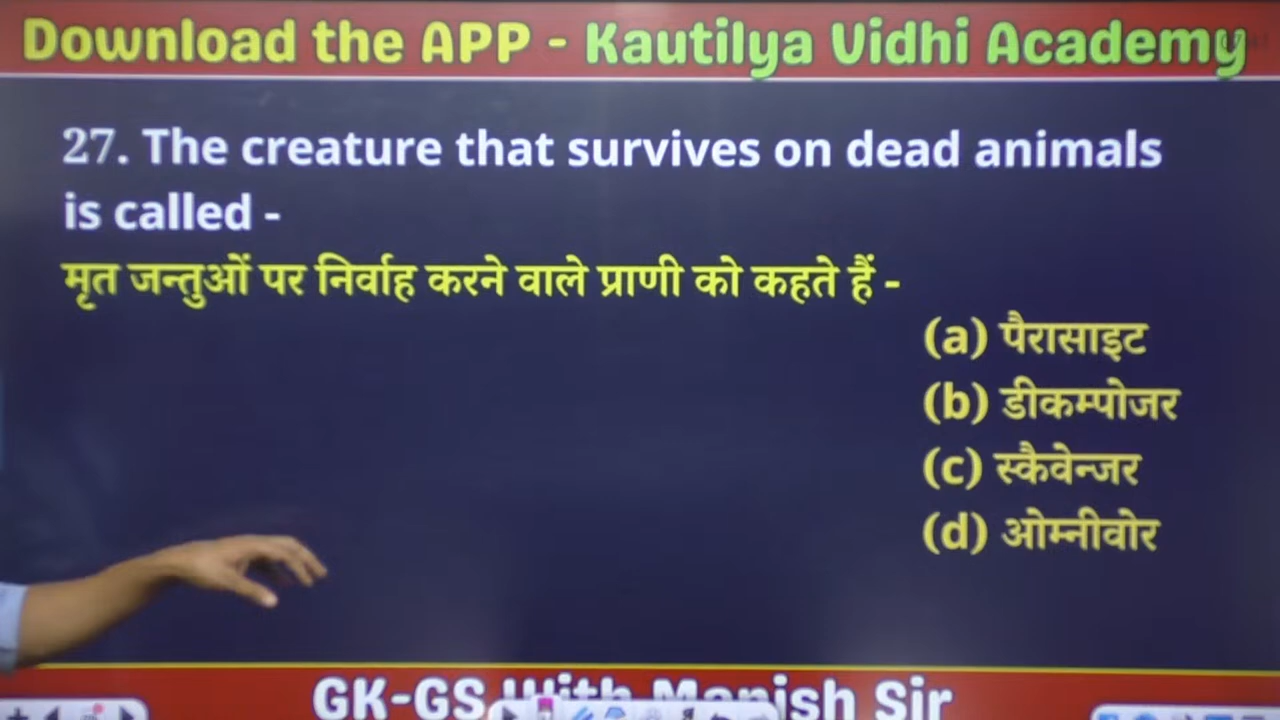 Download the APP - Kautilya Vidhi Academy
27. The creature that survives on dead animals
is called -
मृत जन्तुओं पर निर्वाह करने वाले प्राणी को कहते हैं -
(a) पैरासाइट
(b) डीकम्पोजर
(c) स्कैवेन्जर
(d) ओम्नीवोर
GK-GS With Manish Sir